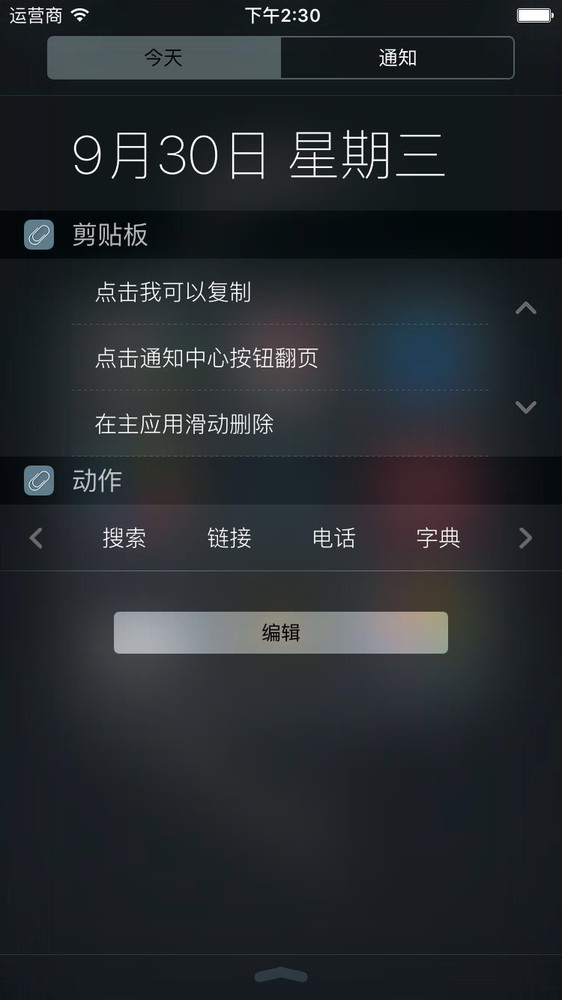 运营商 下午2:30
今天 通知
9月30日 星期三
剪贴板
点击我可以复制
点击通知中心按钮翻页
在主应用滑动删除
动作
搜索 链接 电话 字典
编辑